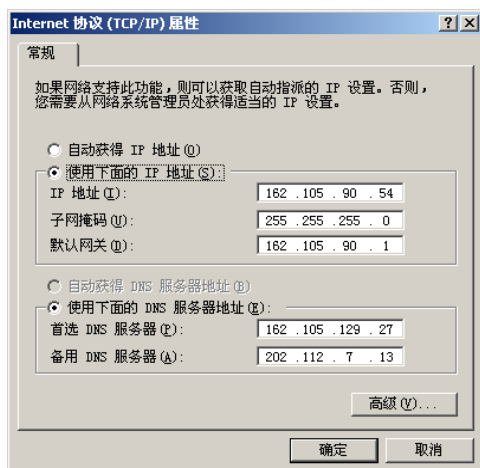 Internet 协议 (TCP/IP) 属性
常规
如果网络支持此功能，则可以获取自动指派的 IP 设置。否则，
您需要从网络系统管理员处获得适当的 IP 设置。
自动获得 IP 地址(O)
使用下面的 IP 地址(S):
IP 地址(I): 162 .105 . 90 . 54
子网掩码(U): 255 .255 .255 . 0
默认网关(D): 162 .105 . 90 . 1
自动获得 DNS 服务器地址(B)
使用下面的 DNS 服务器地址(E):
首选 DNS 服务器(P): 162 .105 .129 . 27
备用 DNS 服务器(A): 202 .112 . 7 . 13
高级(V)...
确定 取消